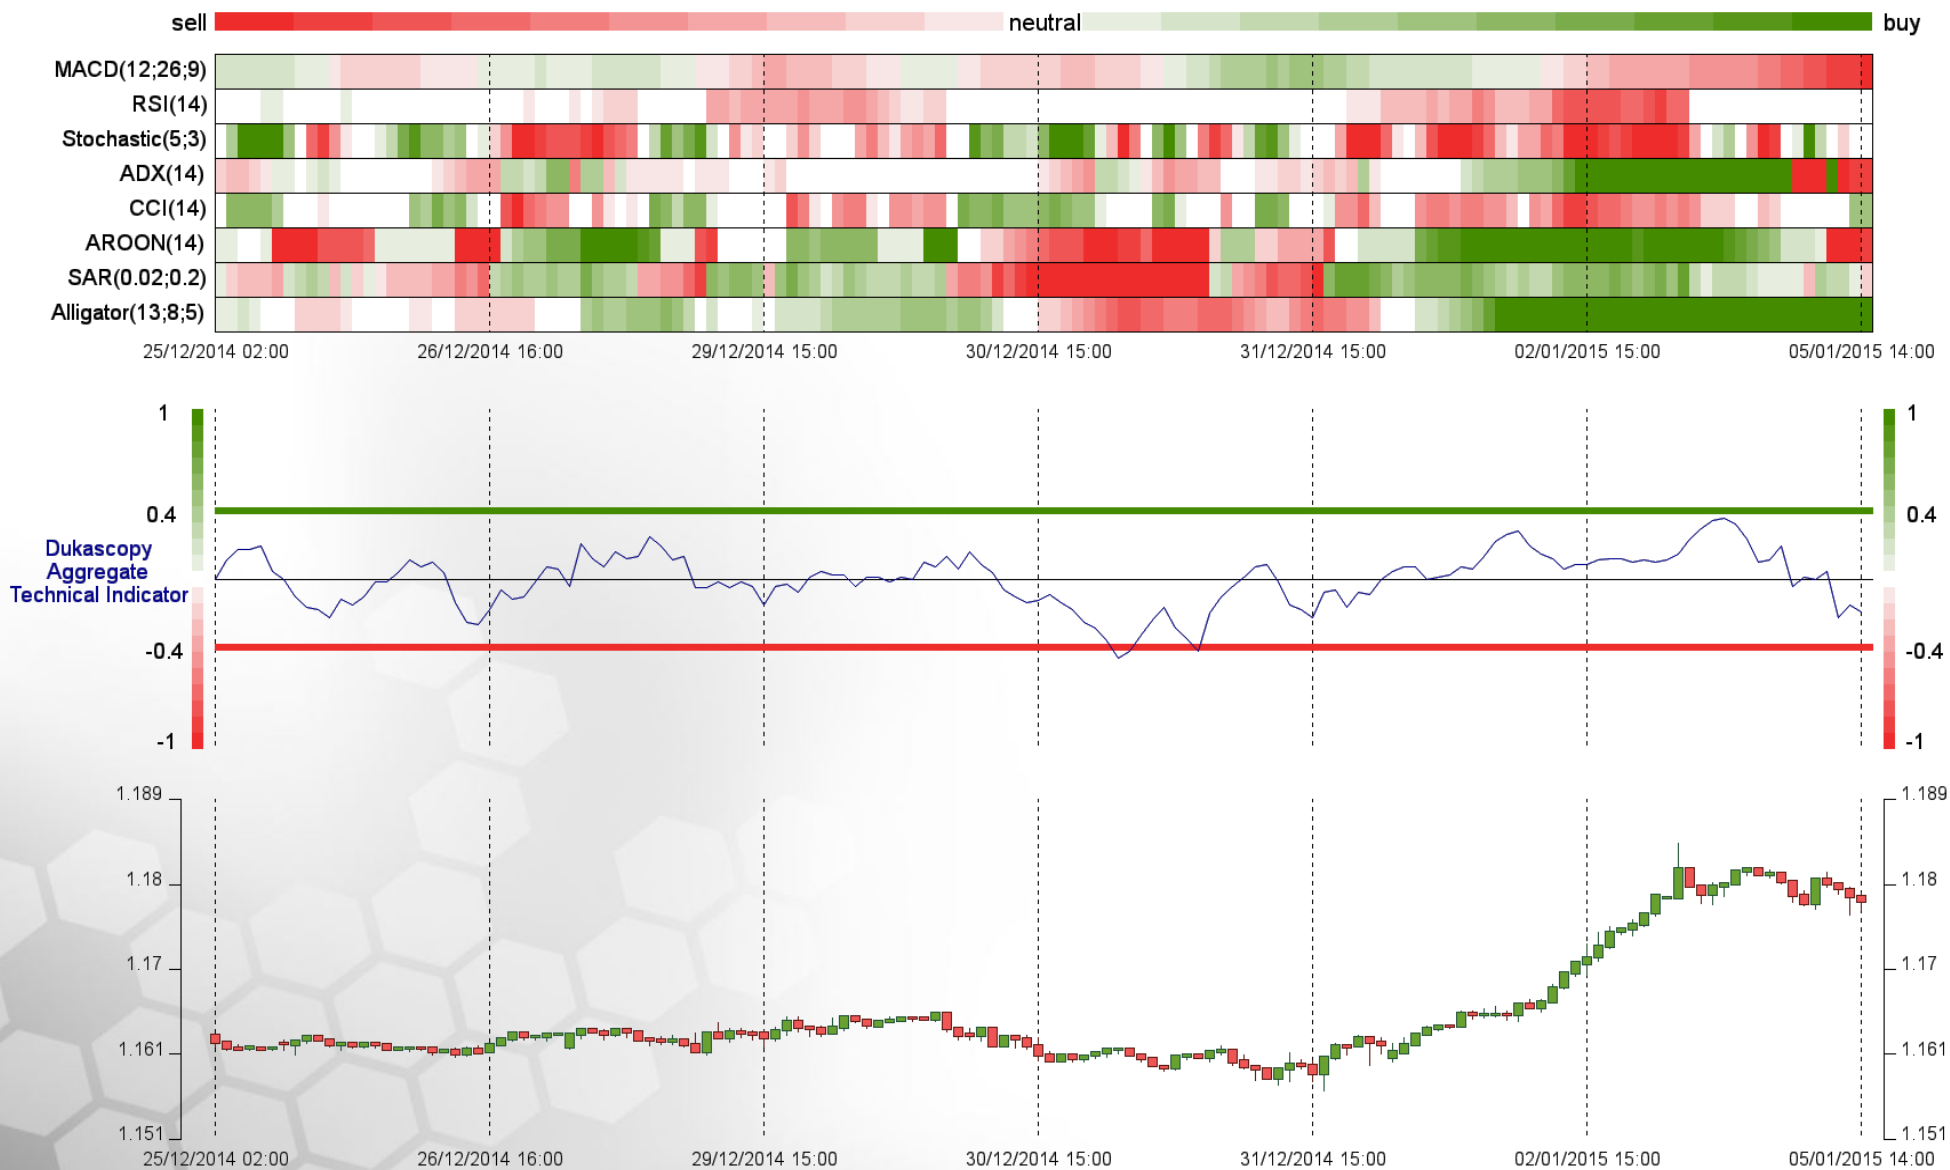 sell neutral buy
MACD(12;26;9)
RSI(14)
Stochastic(5;3)
ADX(14)
CCI(14)
AROON(14)
SAR(0.02;0.2)
Alligator(13;8;5)
25/12/2014 02:00 26/12/2014 16:00 29/12/2014 15:00 30/12/2014 15:00 31/12/2014 15:00 02/01/2015 15:00 05/01/2015 14:00
1 1
0.4 0.4
Dukascopy
Aggregate
Technical Indicator
-0.4 -0.4
-1 -1
1.189 1.189
1.18 1.18
1.17 1.17
1.161 1.161
1.151 1.151
25/12/2014 02:00 26/12/2014 16:00 29/12/2014 15:00 30/12/2014 15:00 31/12/2014 15:00 02/01/2015 15:00 05/01/2015 14:00